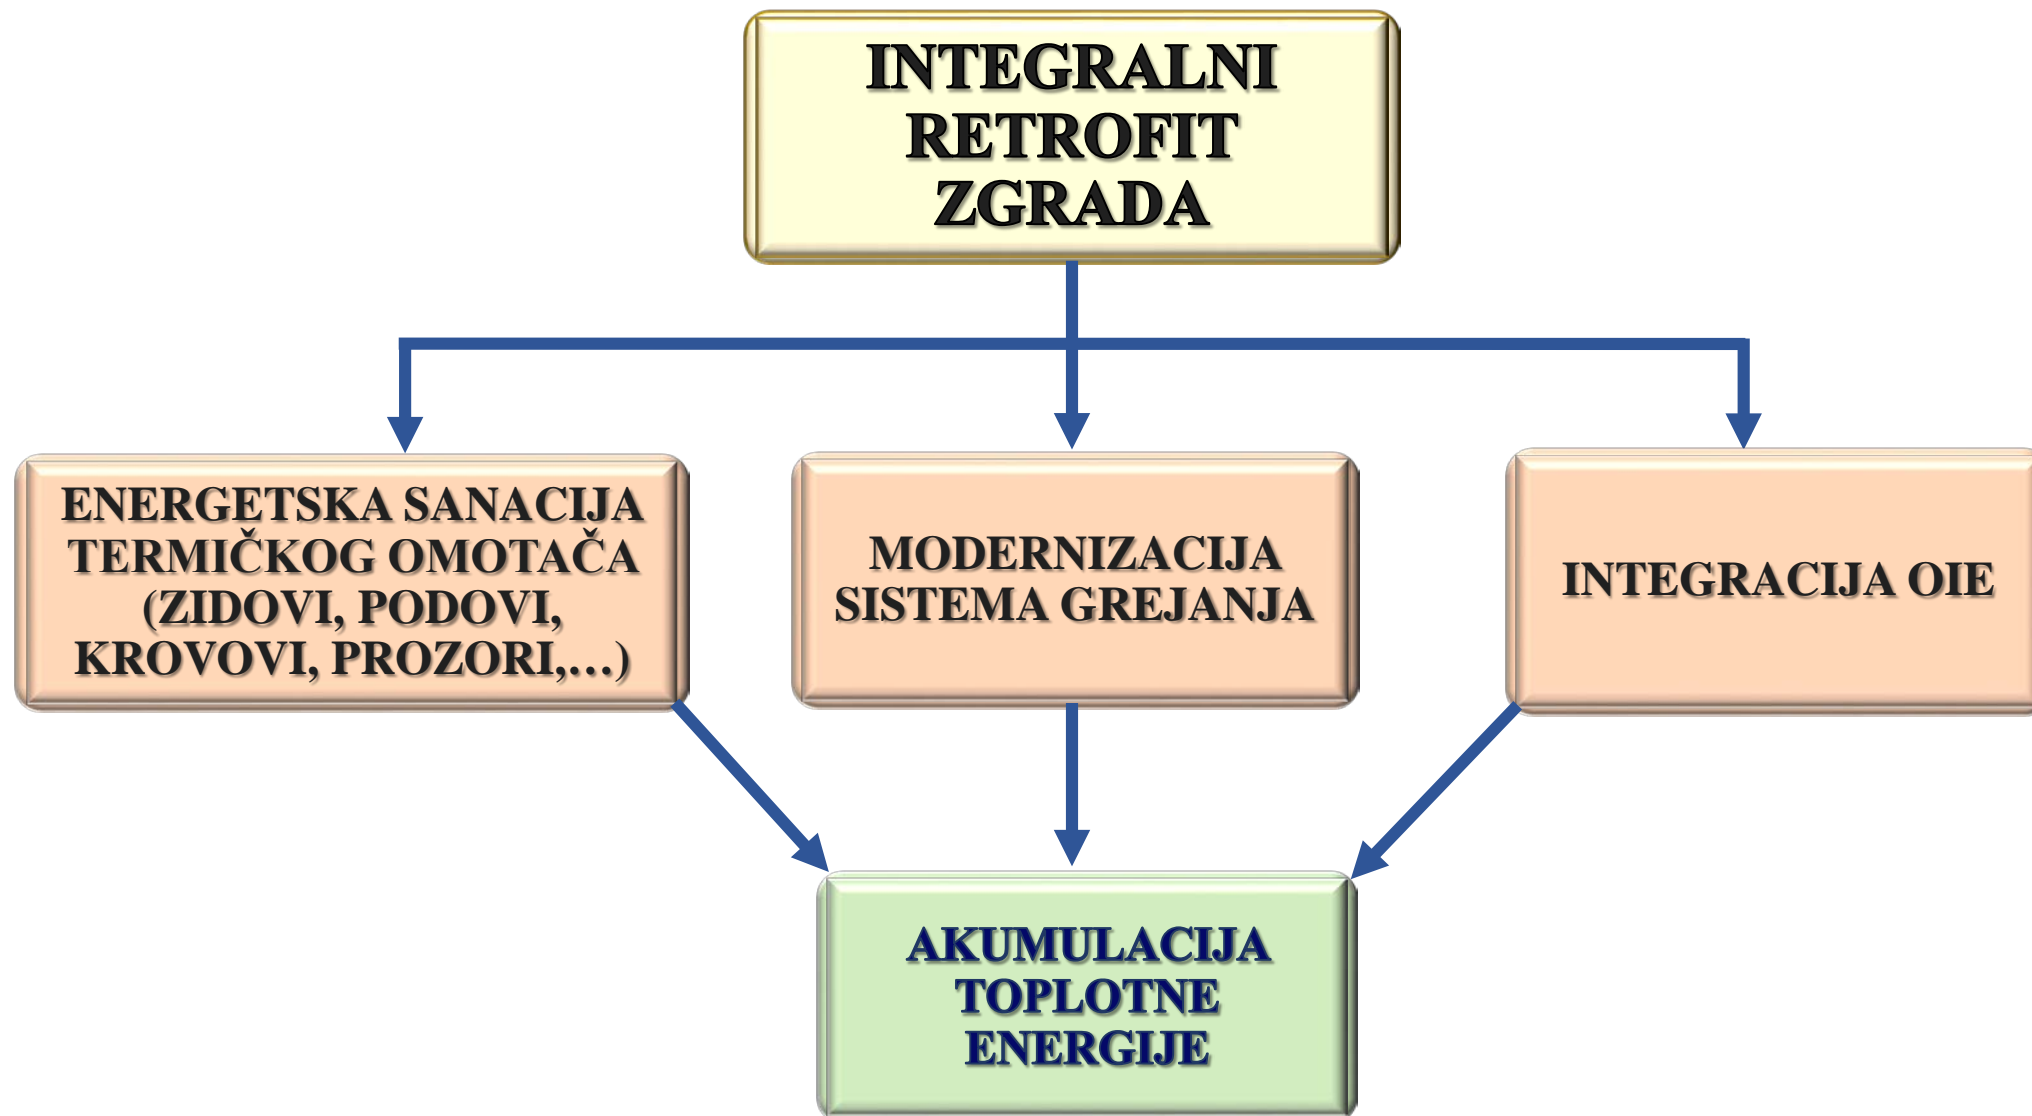 INTEGRALNI
RETROFIT
ZGRADA
ENERGETSKA SANACIJA
TERMIČKOG OMOTAČA
(ZIDOVI, PODOVI,
KROVOVI, PROZORI,…)
MODERNIZACIJA
SISTEMA GREJANJA
INTEGRACIJA OIE
AKUMULACIJA
TOPLOTNE
ENERGIJE